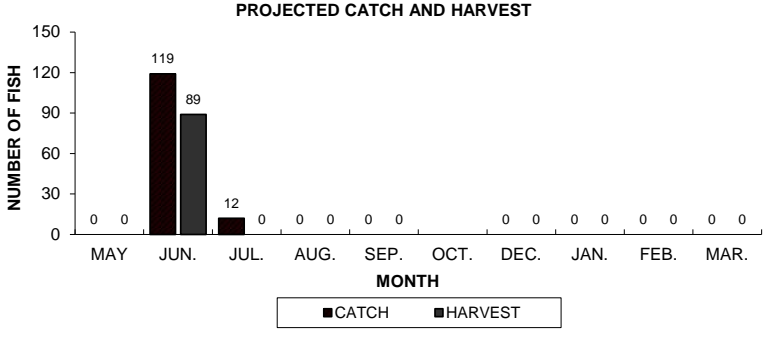 PROJECTED CATCH AND HARVEST
NUMBER OF FISH
150
120
90
60
30
0
119
89
12
0 0 0 0 0 0 0 0 0 0 0 0 0 0 0
MAY JUN. JUL. AUG. SEP. OCT. DEC. JAN. FEB. MAR.
MONTH
CATCH HARVEST